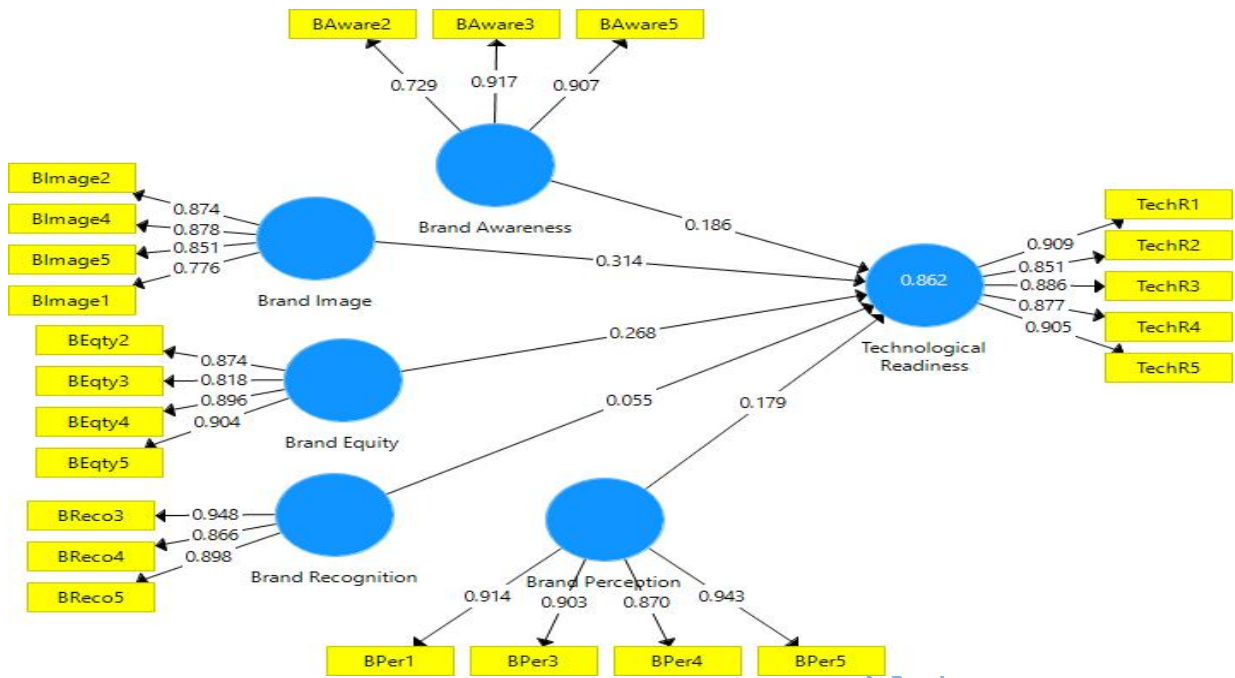 BAware2 BAware3 BAware5
0.729 0.917 0.907
Brand Awareness
BImage2
BImage4
BImage5
BImage1
0.874
0.878
0.851
0.776
Brand Image
BEqty2
BEqty3
BEqty4
BEqty5
0.874
0.818
0.896
0.904
Brand Equity
BReco3
BReco4
BReco5
0.948
0.866
0.898
Brand Recognition
0.186
0.314
0.268
0.055
0.179
0.862
Technological
Readiness
0.909
0.851
0.886
0.877
0.905
TechR1
TechR2
TechR3
TechR4
TechR5
Brand Perception
0.914 0.903 0.870 0.943
BPer1 BPer3 BPer4 BPer5